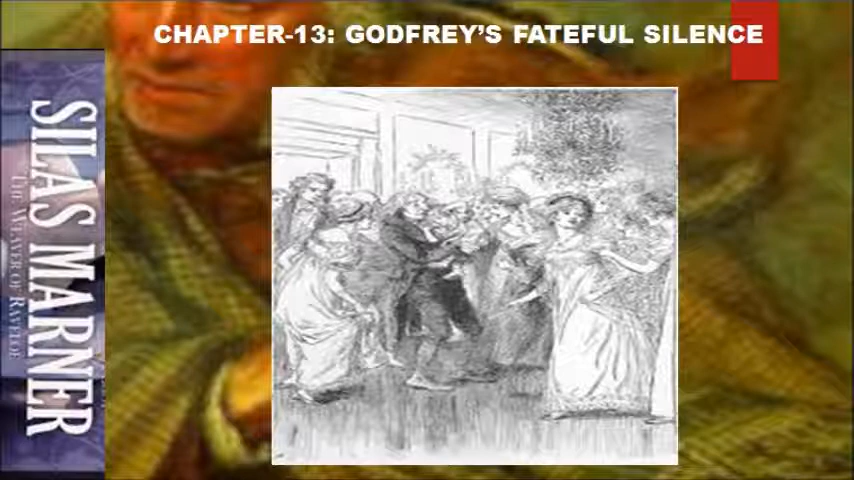 CHAPTER-13: GODFREY'S FATEFUL SILENCE
SILAS MARNER
THE WEAVER OF RAVELOE